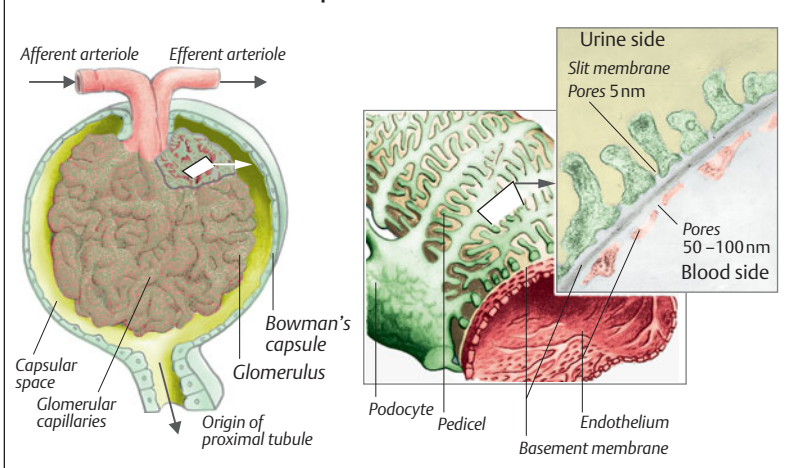 Afferent arteriole
Efferent arteriole
Bowman's
capsule
Glomerulus
Capsular
space
Glomerular
capillaries
Origin of
proximal tubule
Urine side
Slit membrane
Pores 5 nm
Pores
50–100 nm
Blood side
Podocyte
Pedicel
Endothelium
Basement membrane